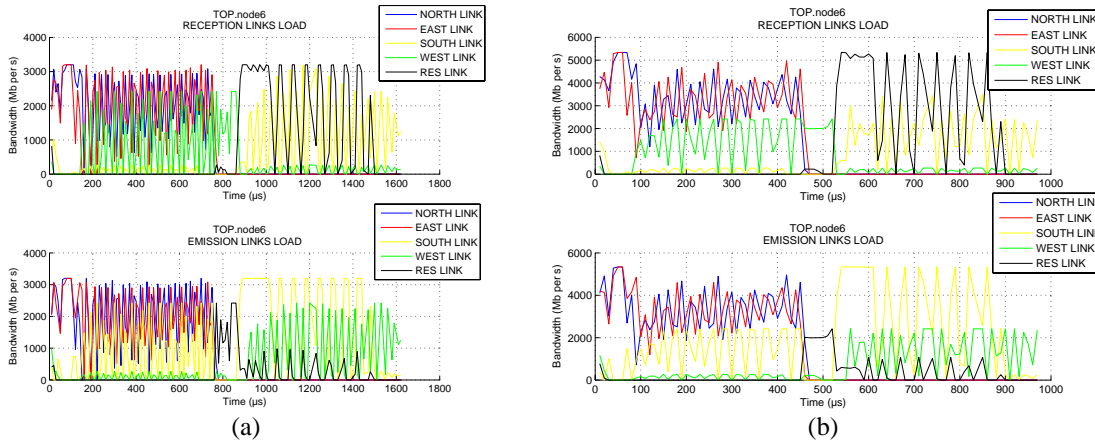 TOP.node6
RECEPTION LINKS LOAD
NORTH LINK
EAST LINK
SOUTH LINK
WEST LINK
RES LINK
Bandwidth (Mb per s)
4000
3000
2000
1000
0
0 200 400 600 800 1000 1200 1400 1600 1800
Time (µs)
TOP.node6
EMISSION LINKS LOAD
NORTH LINK
EAST LINK
SOUTH LINK
WEST LINK
RES LINK
Bandwidth (Mb per s)
4000
3000
2000
1000
0
0 200 400 600 800 1000 1200 1400 1600 1800
Time (µs)
(a)
TOP.node6
RECEPTION LINKS LOAD
NORTH LINK
EAST LINK
SOUTH LINK
WEST LINK
RES LINK
Bandwidth (Mb per s)
6000
5000
4000
3000
2000
1000
0
0 100 200 300 400 500 600 700 800 900 1000
Time (µs)
TOP.node6
EMISSION LINKS LOAD
NORTH LINK
EAST LINK
SOUTH LINK
WEST LINK
RES LINK
Bandwidth (Mb per s)
6000
4000
2000
0
0 100 200 300 400 500 600 700 800 900 1000
Time (µs)
(b)